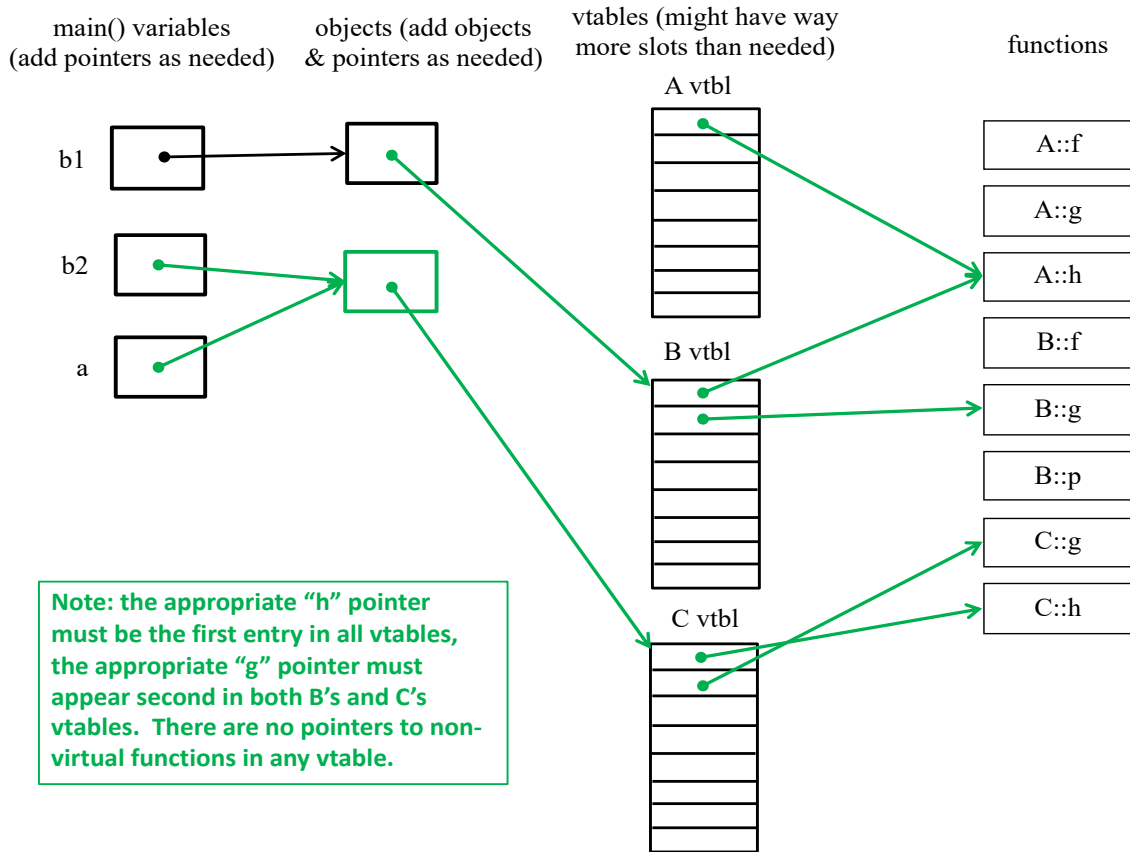 main() variables
(add pointers as needed)
objects (add objects
& pointers as needed)
vtables (might have way
more slots than needed)
functions
A vtbl
b1
b2
a
B vtbl
C vtbl
A::f
A::g
A::h
B::f
B::g
B::p
C::g
C::h
Note: the appropriate “h” pointer
must be the first entry in all vtables,
the appropriate “g” pointer must
appear second in both B’s and C’s
vtables.  There are no pointers to non-
virtual functions in any vtable.